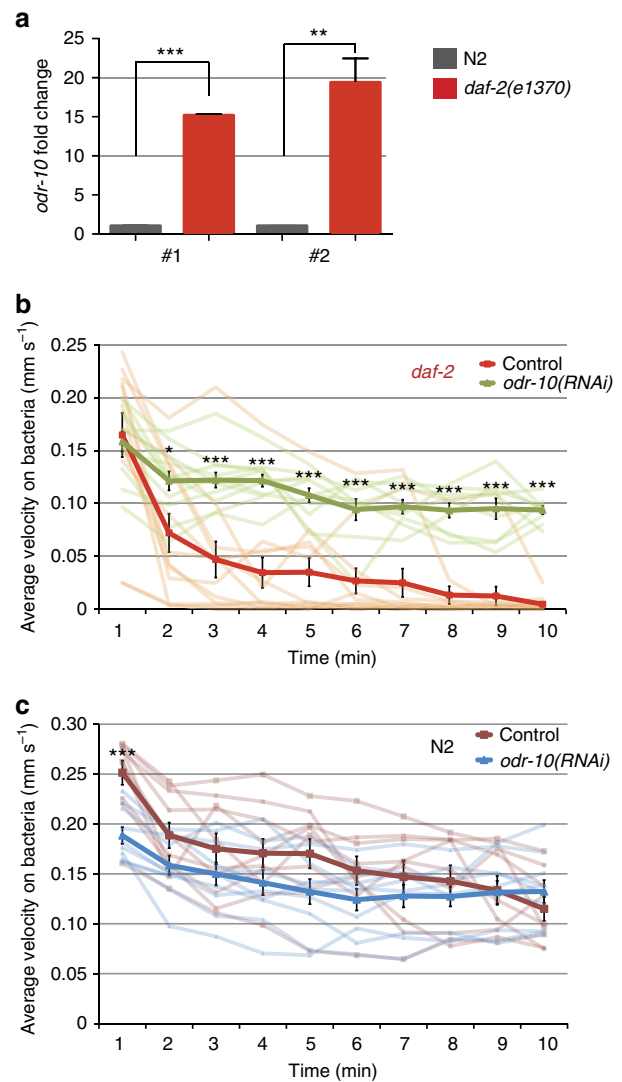 a
25
20
15
10
5
0
odr-10 fold change
***
**
#1
#2
N2
daf-2(e1370)
b
0.25
0.20
0.15
0.10
0.05
0
Average velocity on bacteria (mm s⁻¹)
daf-2
Control
odr-10(RNAi)
* *** *** *** *** *** *** *** ***
1 2 3 4 5 6 7 8 9 10
Time (min)
c
0.30
0.25
0.20
0.15
0.10
0.05
0
Average velocity on bacteria (mm s⁻¹)
N2
Control
odr-10(RNAi)
***
1 2 3 4 5 6 7 8 9 10
Time (min)